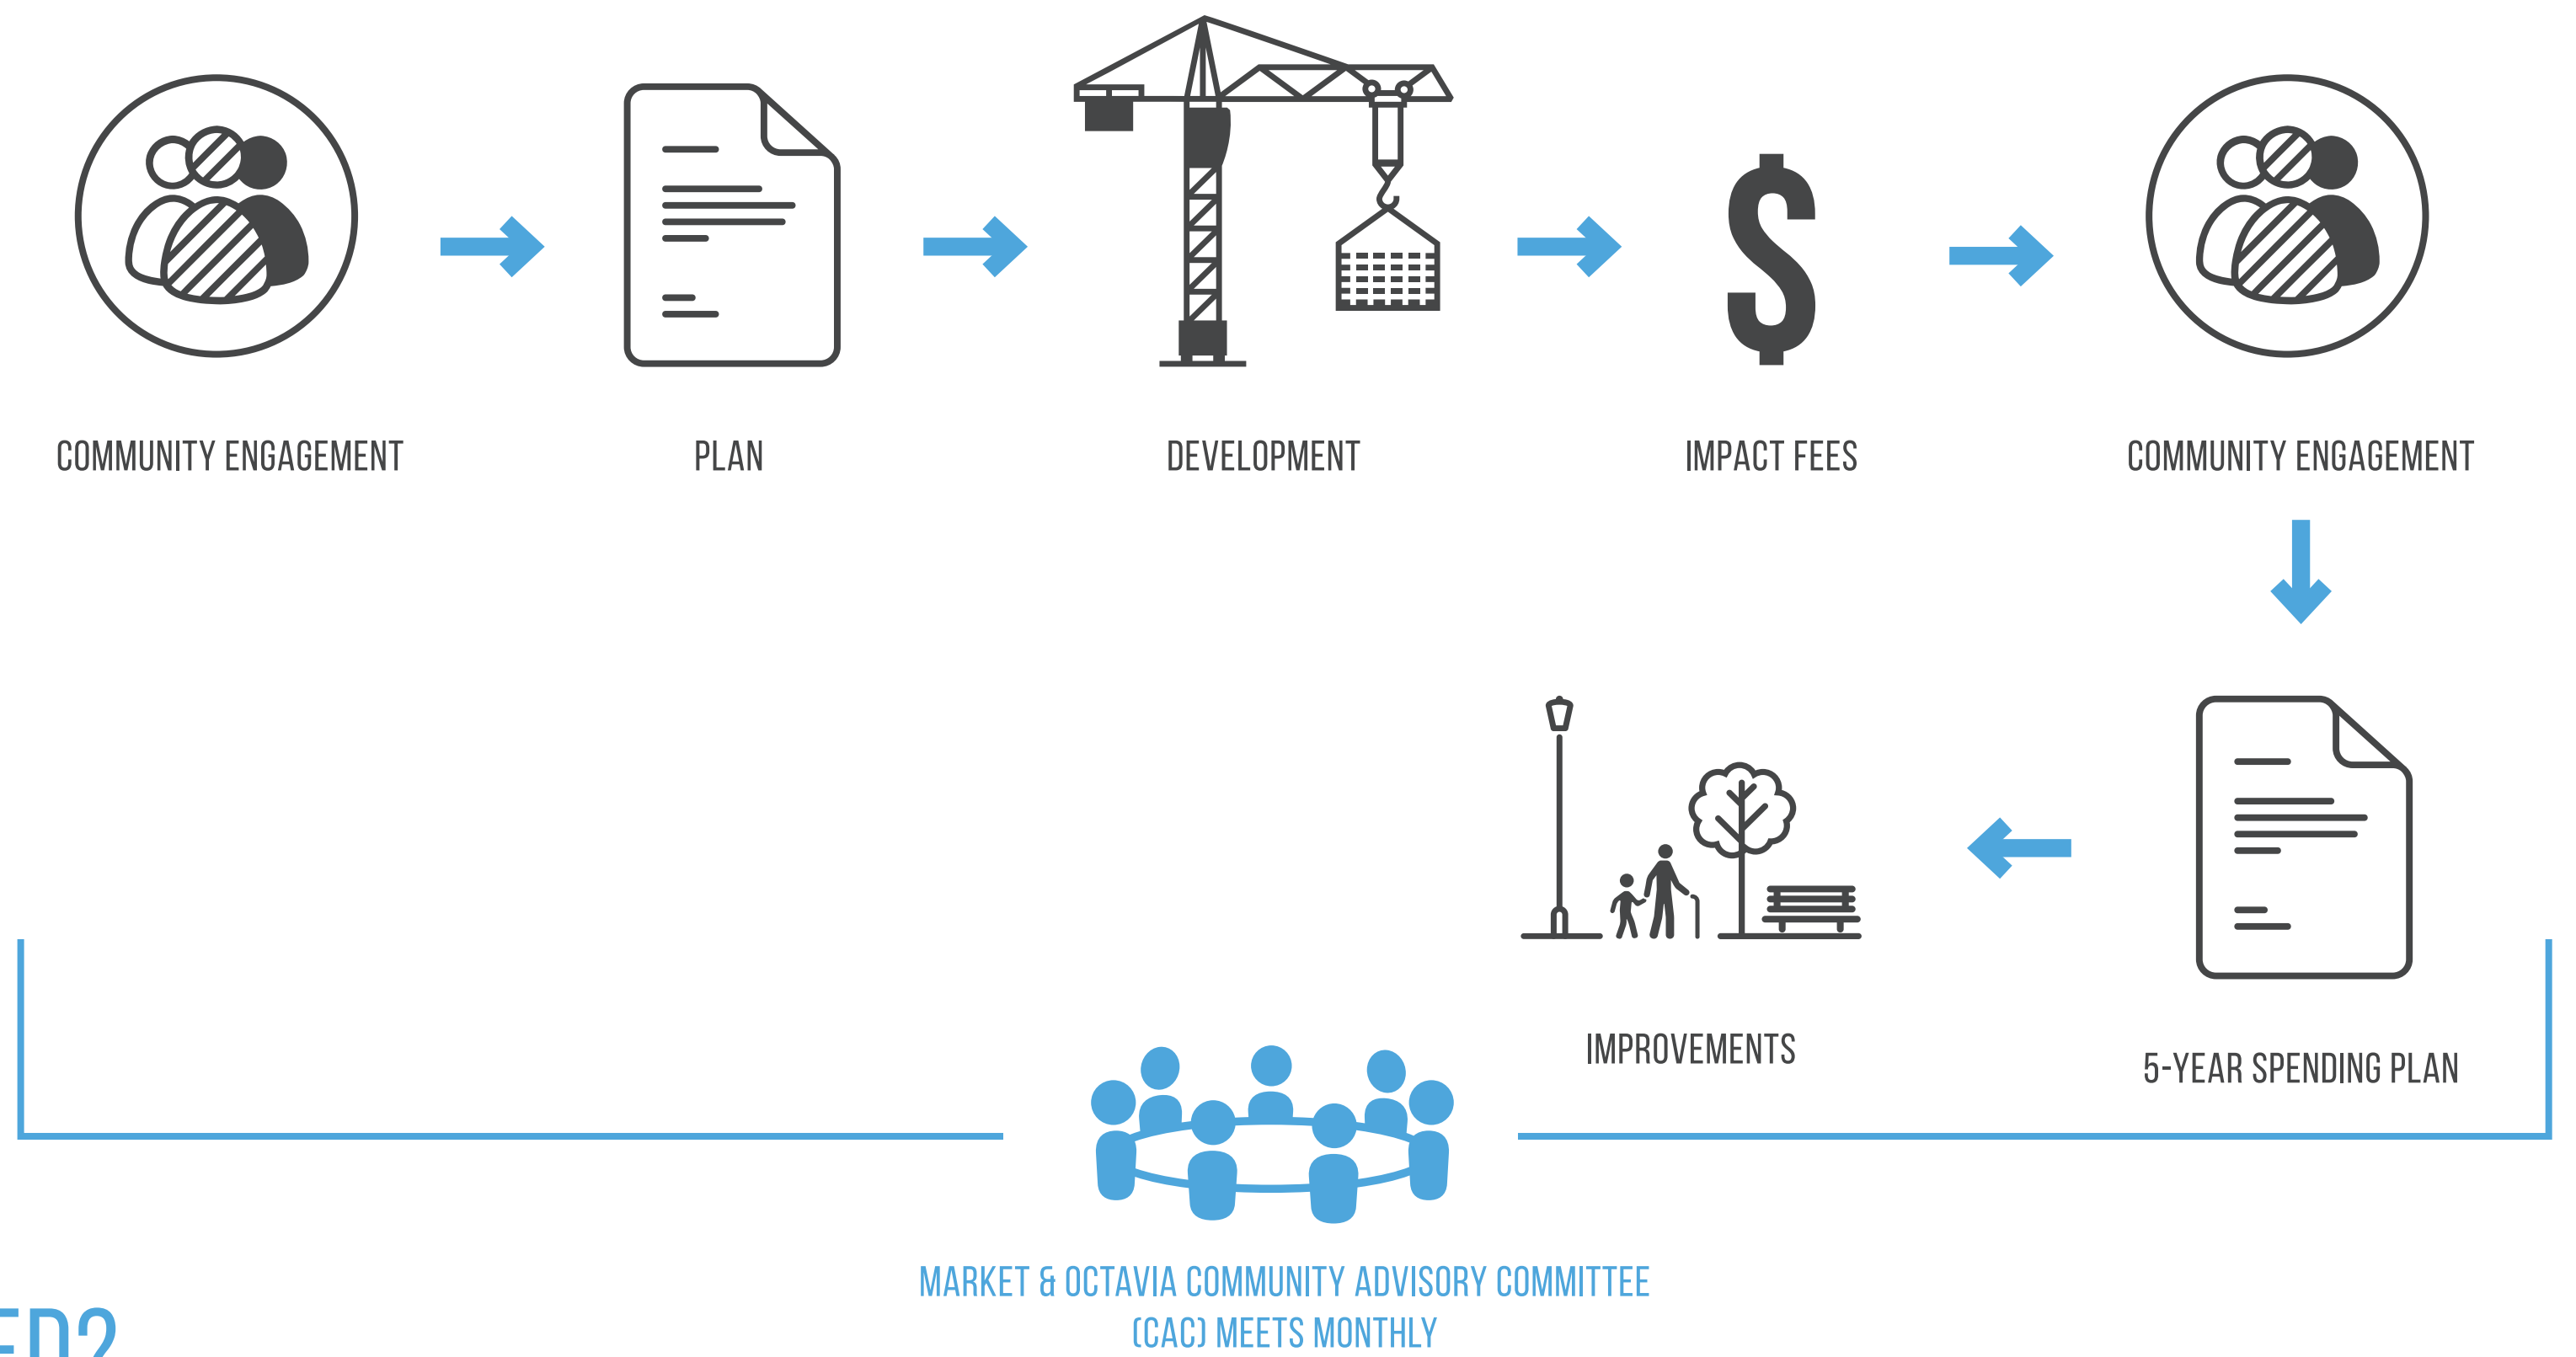 COMMUNITY ENGAGEMENT
PLAN
DEVELOPMENT
IMPACT FEES
COMMUNITY ENGAGEMENT
IMPROVEMENTS
5-YEAR SPENDING PLAN
MARKET & OCTAVIA COMMUNITY ADVISORY COMMITTEE
(CAC) MEETS MONTHLY